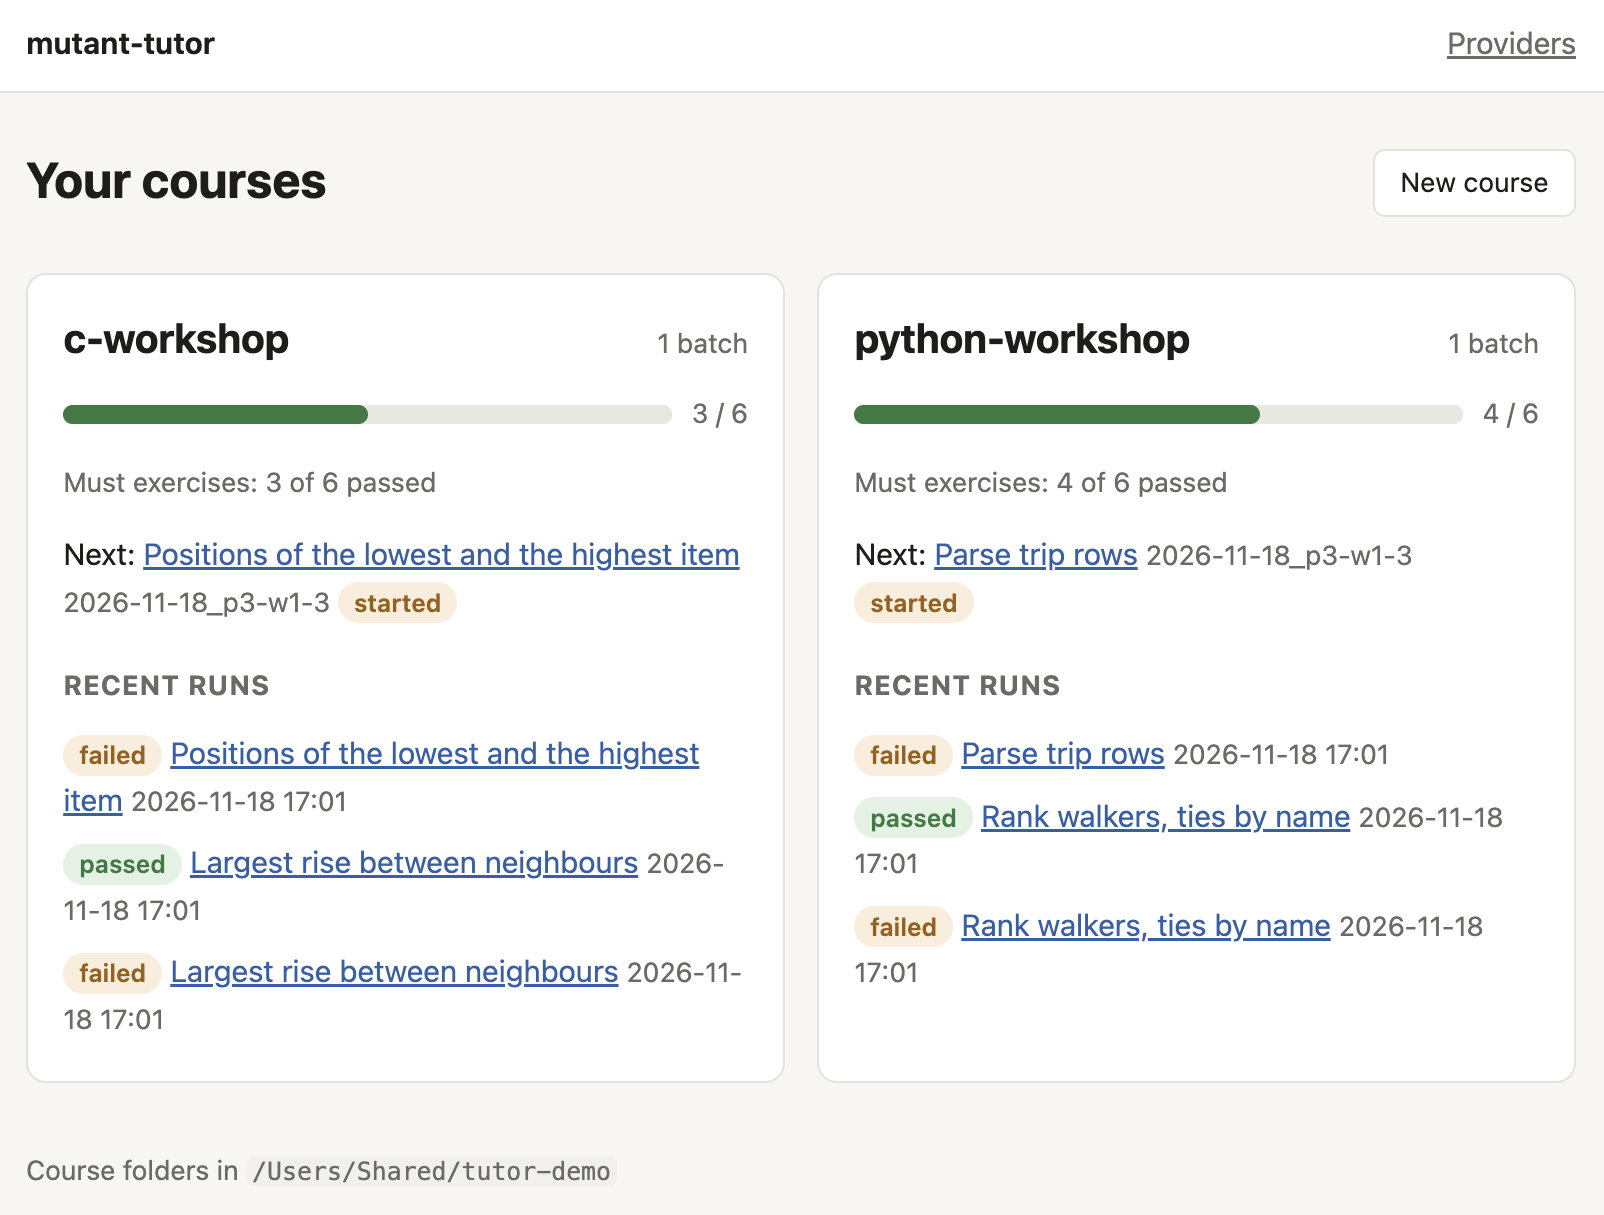 mutant-tutor
Providers
Your courses
New course
c-workshop
1 batch
3 / 6
Must exercises: 3 of 6 passed
Next: Positions of the lowest and the highest item
2026-11-18_p3-w1-3 started
RECENT RUNS
failed Positions of the lowest and the highest
item 2026-11-18 17:01
passed Largest rise between neighbours 2026-
11-18 17:01
failed Largest rise between neighbours 2026-11-
18 17:01
python-workshop
1 batch
4 / 6
Must exercises: 4 of 6 passed
Next: Parse trip rows 2026-11-18_p3-w1-3
started
RECENT RUNS
failed Parse trip rows 2026-11-18 17:01
passed Rank walkers, ties by name 2026-11-18
17:01
failed Rank walkers, ties by name 2026-11-18
17:01
Course folders in /Users/Shared/tutor-demo